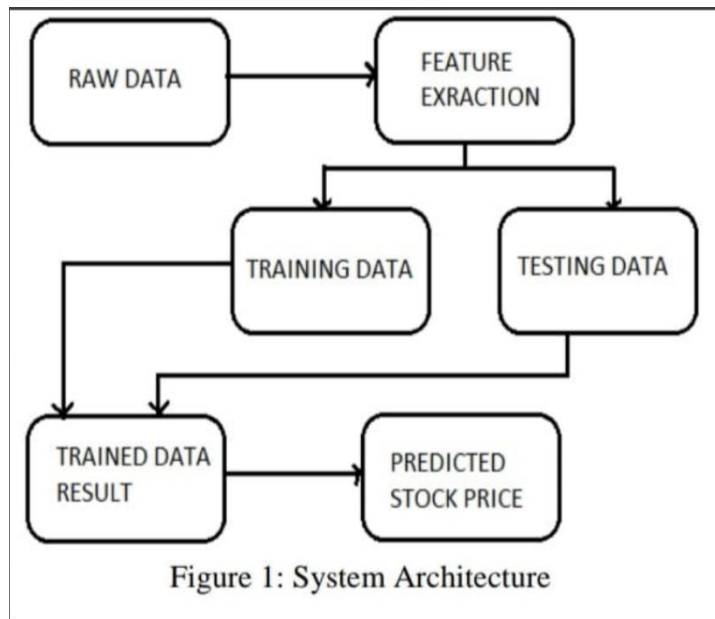 RAW DATA
FEATURE
EXRACTION
TRAINING DATA
TESTING DATA
TRAINED DATA
RESULT
PREDICTED
STOCK PRICE
Figure 1: System Architecture